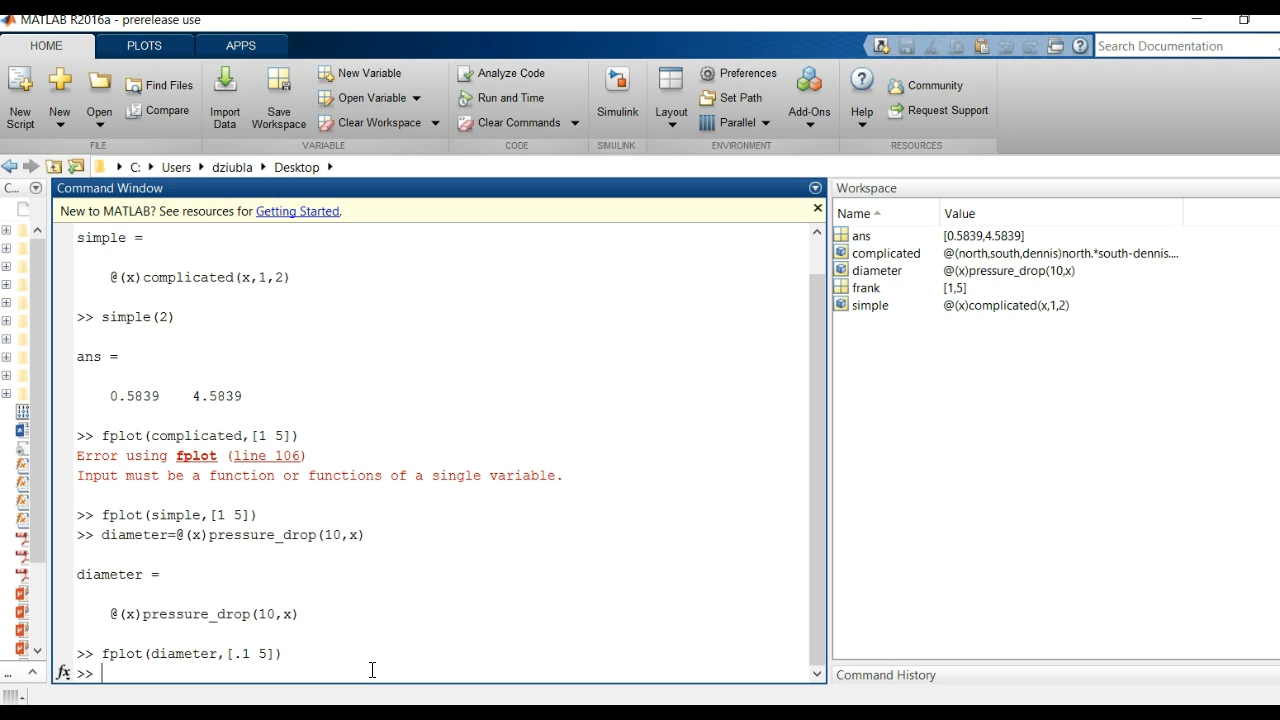 MATLAB R2016a - prerelease use
HOME PLOTS APPS
Search Documentation
New Script
New
Open
Find Files
Compare
FILE
Import Data
Save Workspace
New Variable
Open Variable
Clear Workspace
VARIABLE
Analyze Code
Run and Time
Clear Commands
CODE
Simulink
SIMULINK
Layout
Preferences
Set Path
Parallel
Add-Ons
ENVIRONMENT
Help
Community
Request Support
RESOURCES
C: Users dziubla Desktop
C...
Command Window
New to MATLAB? See resources for Getting Started.
simple =
@(x)complicated(x,1,2)
>> simple(2)
ans =
0.5839 4.5839
>> fplot(complicated,[1 5])
Error using fplot (line 106)
Input must be a function or functions of a single variable.
>> fplot(simple,[1 5])
>> diameter=@(x)pressure_drop(10,x)
diameter =
@(x)pressure_drop(10,x)
>> fplot(diameter,[.1 5])
fx >>
...
Workspace
Name Value
ans [0.5839,4.5839]
complicated @(north,south,dennis)north.*south-dennis....
diameter @(x)pressure_drop(10,x)
frank [1,5]
simple @(x)complicated(x,1,2)
Command History